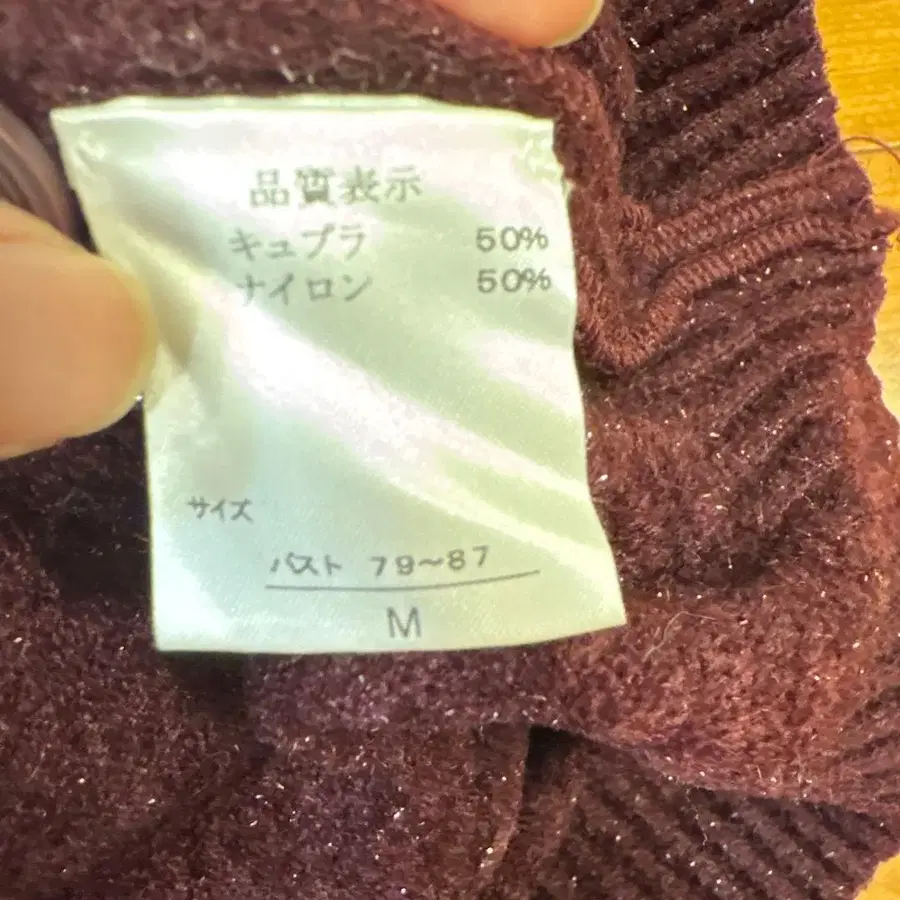 品質表示
キュプラ 50%
ナイロン 50%
サイズ
バスト 79〜87
M